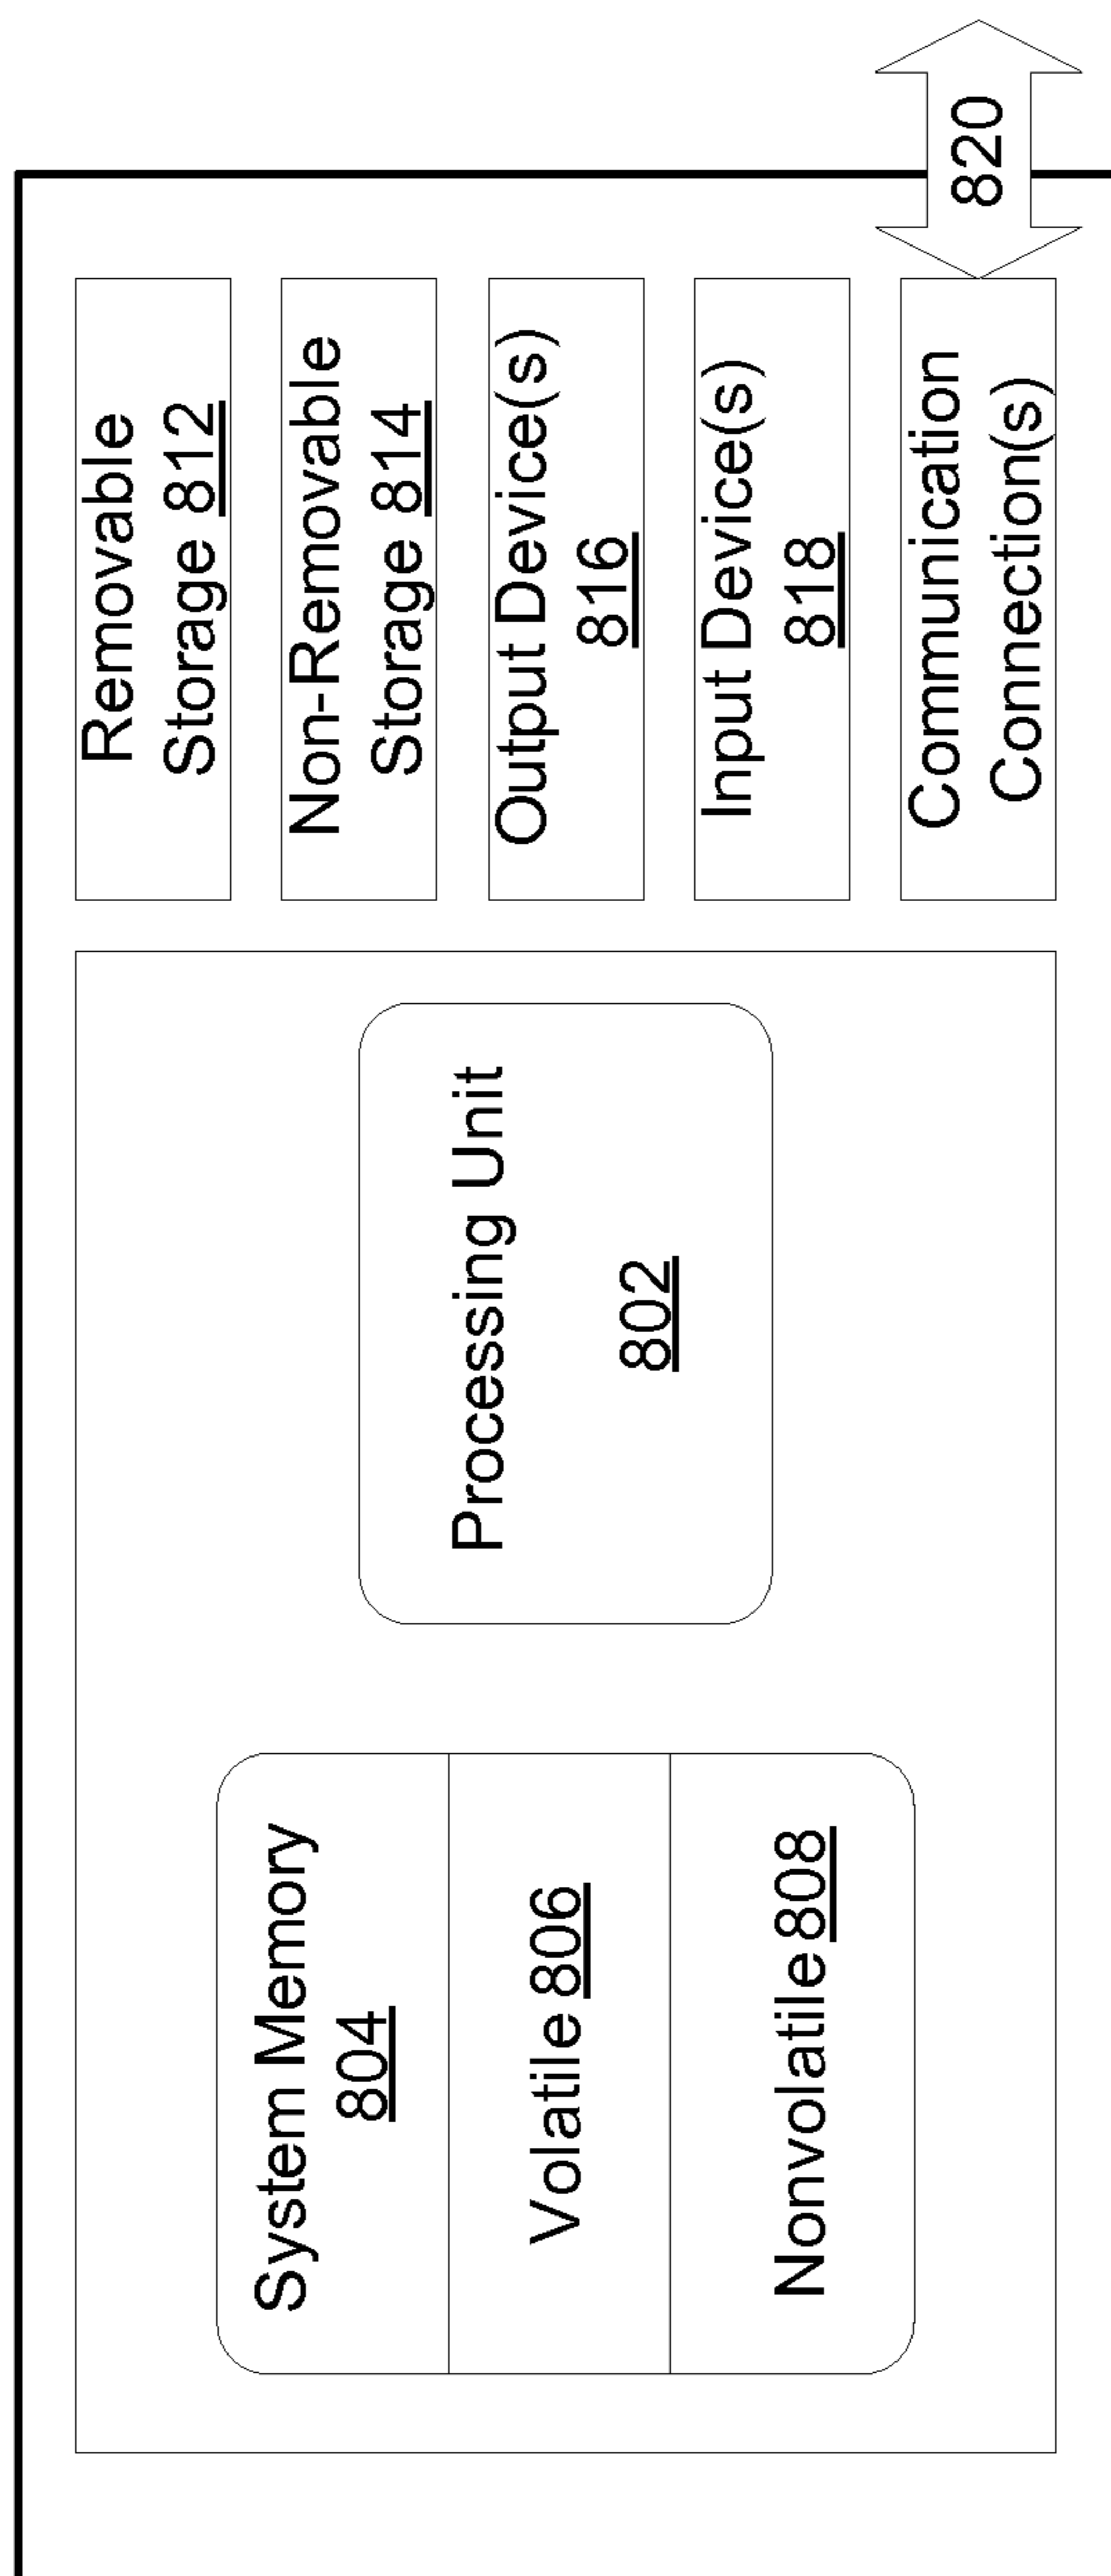 System Memory
804
Volatile 806
Nonvolatile 808
Processing Unit
802
Removable
Storage 812
Non-Removable
Storage 814
Output Device(s)
816
Input Device(s)
818
Communication
Connection(s)
820